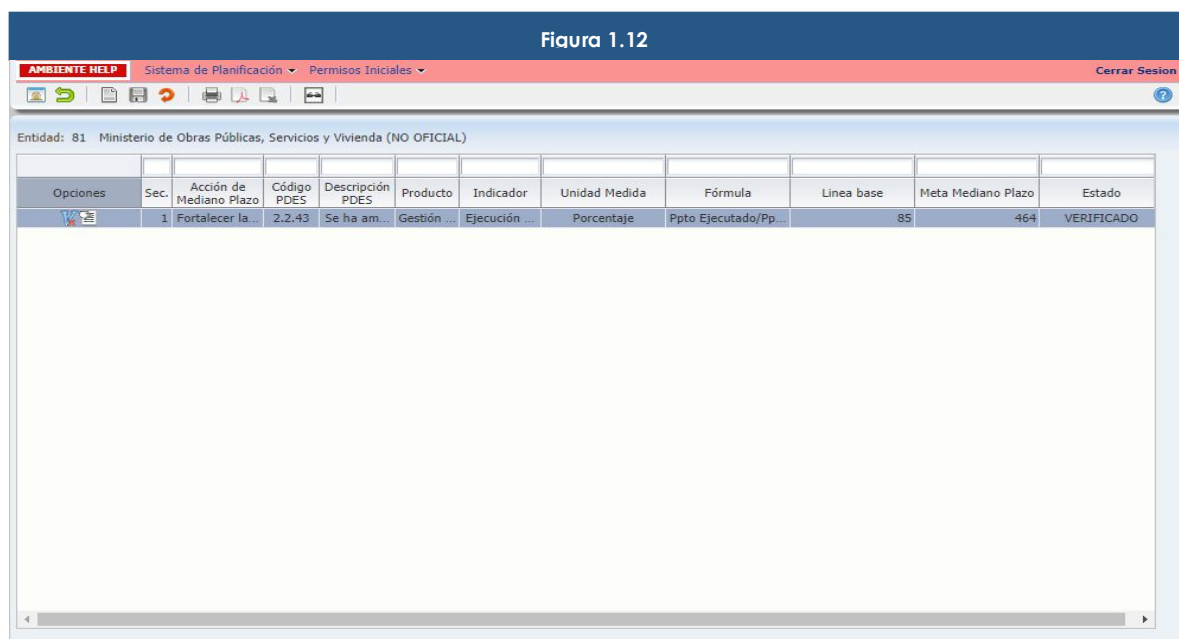 Figura 1.12
AMBIENTE HELP Sistema de Planificación Permisos Iniciales Cerrar Sesion
Entidad: 81 Ministerio de Obras Públicas, Servicios y Vivienda (NO OFICIAL)
Opciones Sec. Acción de Mediano Plazo Código PDES Descripción PDES Producto Indicador Unidad Medida Fórmula Linea base Meta Mediano Plazo Estado
1 Fortalecer la... 2.2.43 Se ha am... Gestión ... Ejecución ... Porcentaje Ppto Ejecutado/Pp... 85 464 VERIFICADO